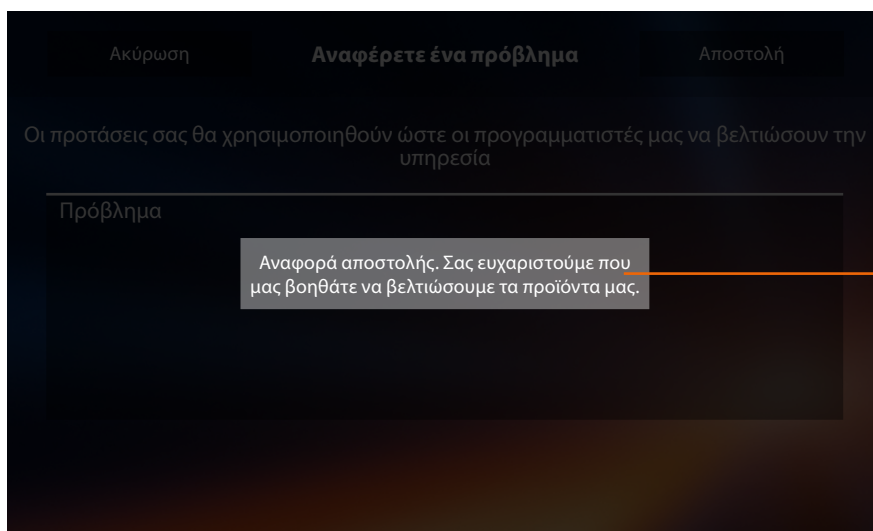 Ακύρωση Αναφέρετε ένα πρόβλημα Αποστολή
Οι προτάσεις σας θα χρησιμοποιηθούν ώστε οι προγραμματιστές μας να βελτιώσουν την
υπηρεσία
Πρόβλημα
Αναφορά αποστολής. Σας ευχαριστούμε που
μας βοηθάτε να βελτιώσουμε τα προϊόντα μας.